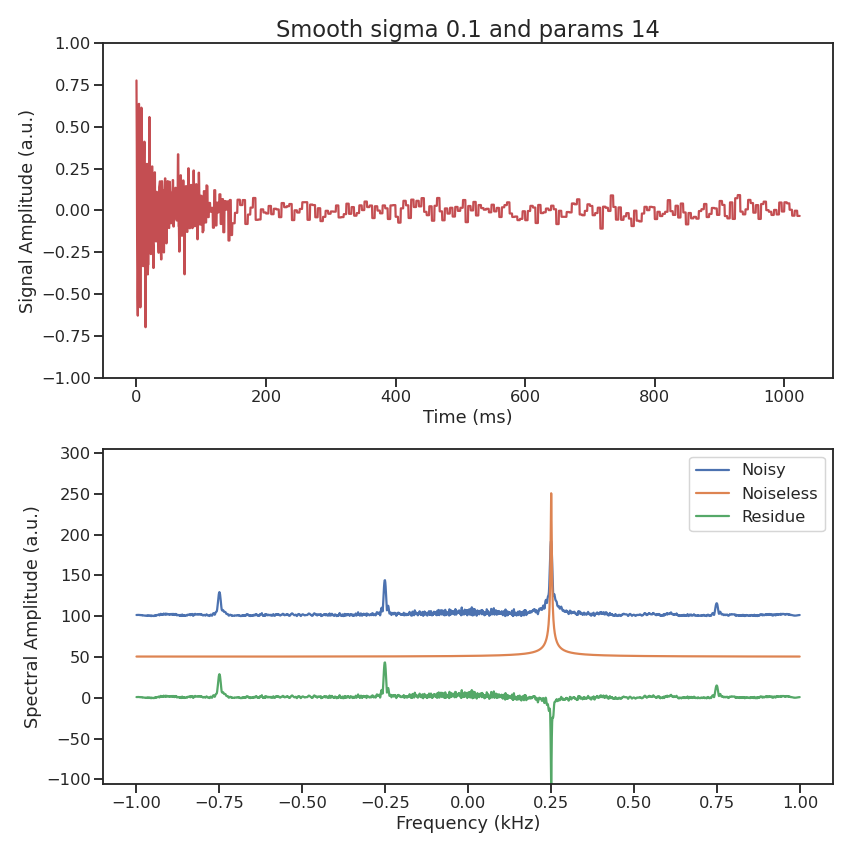 Smooth sigma 0.1 and params 14
1.00
0.75
0.50
0.25
0.00
−0.25
−0.50
−0.75
−1.00
Signal Amplitude (a.u.)
0 200 400 600 800 1000
Time (ms)
300
250
200
150
100
50
0
−50
−100
Spectral Amplitude (a.u.)
Noisy
Noiseless
Residue
−1.00 −0.75 −0.50 −0.25 0.00 0.25 0.50 0.75 1.00
Frequency (kHz)